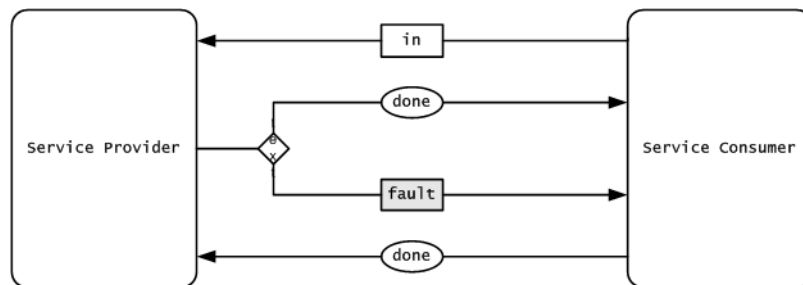 in
done
Service Provider
Service Consumer
fault
done